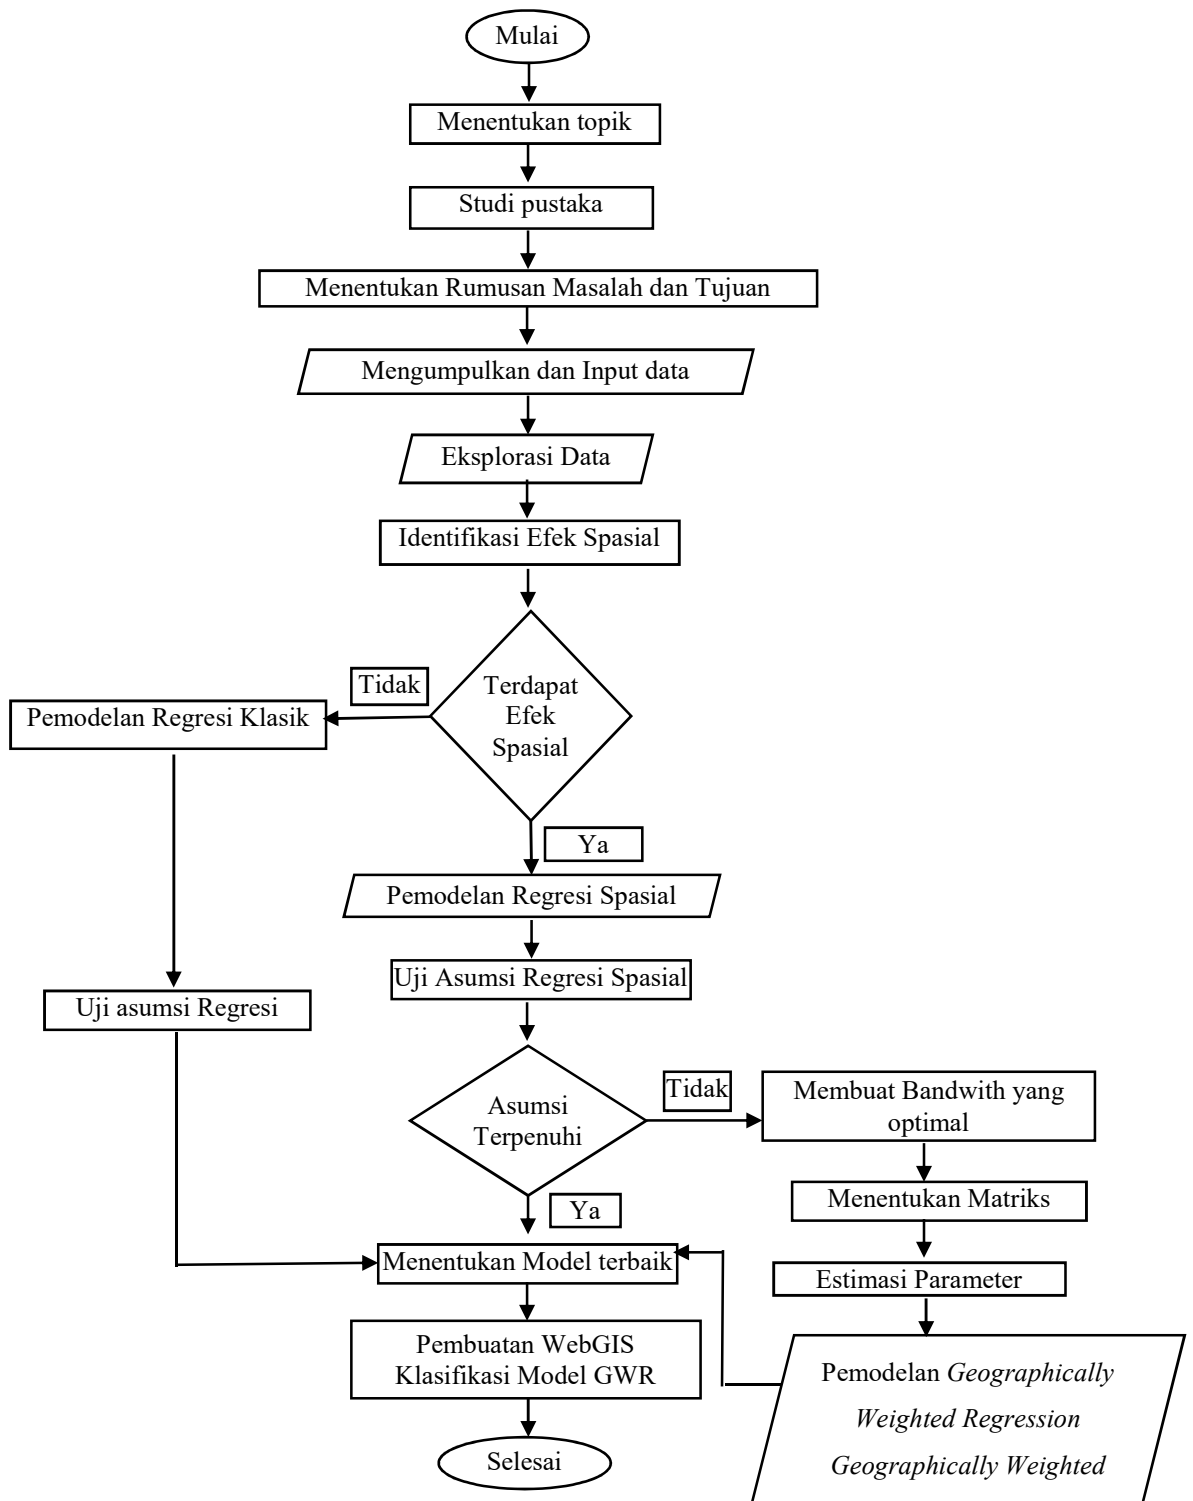 Mulai
Menentukan topik
Studi pustaka
Menentukan Rumusan Masalah dan Tujuan
Mengumpulkan dan Input data
Eksplorasi Data
Identifikasi Efek Spasial
Terdapat
Efek
Spasial
Tidak
Pemodelan Regresi Klasik
Ya
Pemodelan Regresi Spasial
Uji Asumsi Regresi Spasial
Uji asumsi Regresi
Asumsi
Terpenuhi
Tidak
Membuat Bandwith yang
optimal
Menentukan Matriks
Estimasi Parameter
Pemodelan Geographically
Weighted Regression
Geographically Weighted
Ya
Menentukan Model terbaik
Pembuatan WebGIS
Klasifikasi Model GWR
Selesai